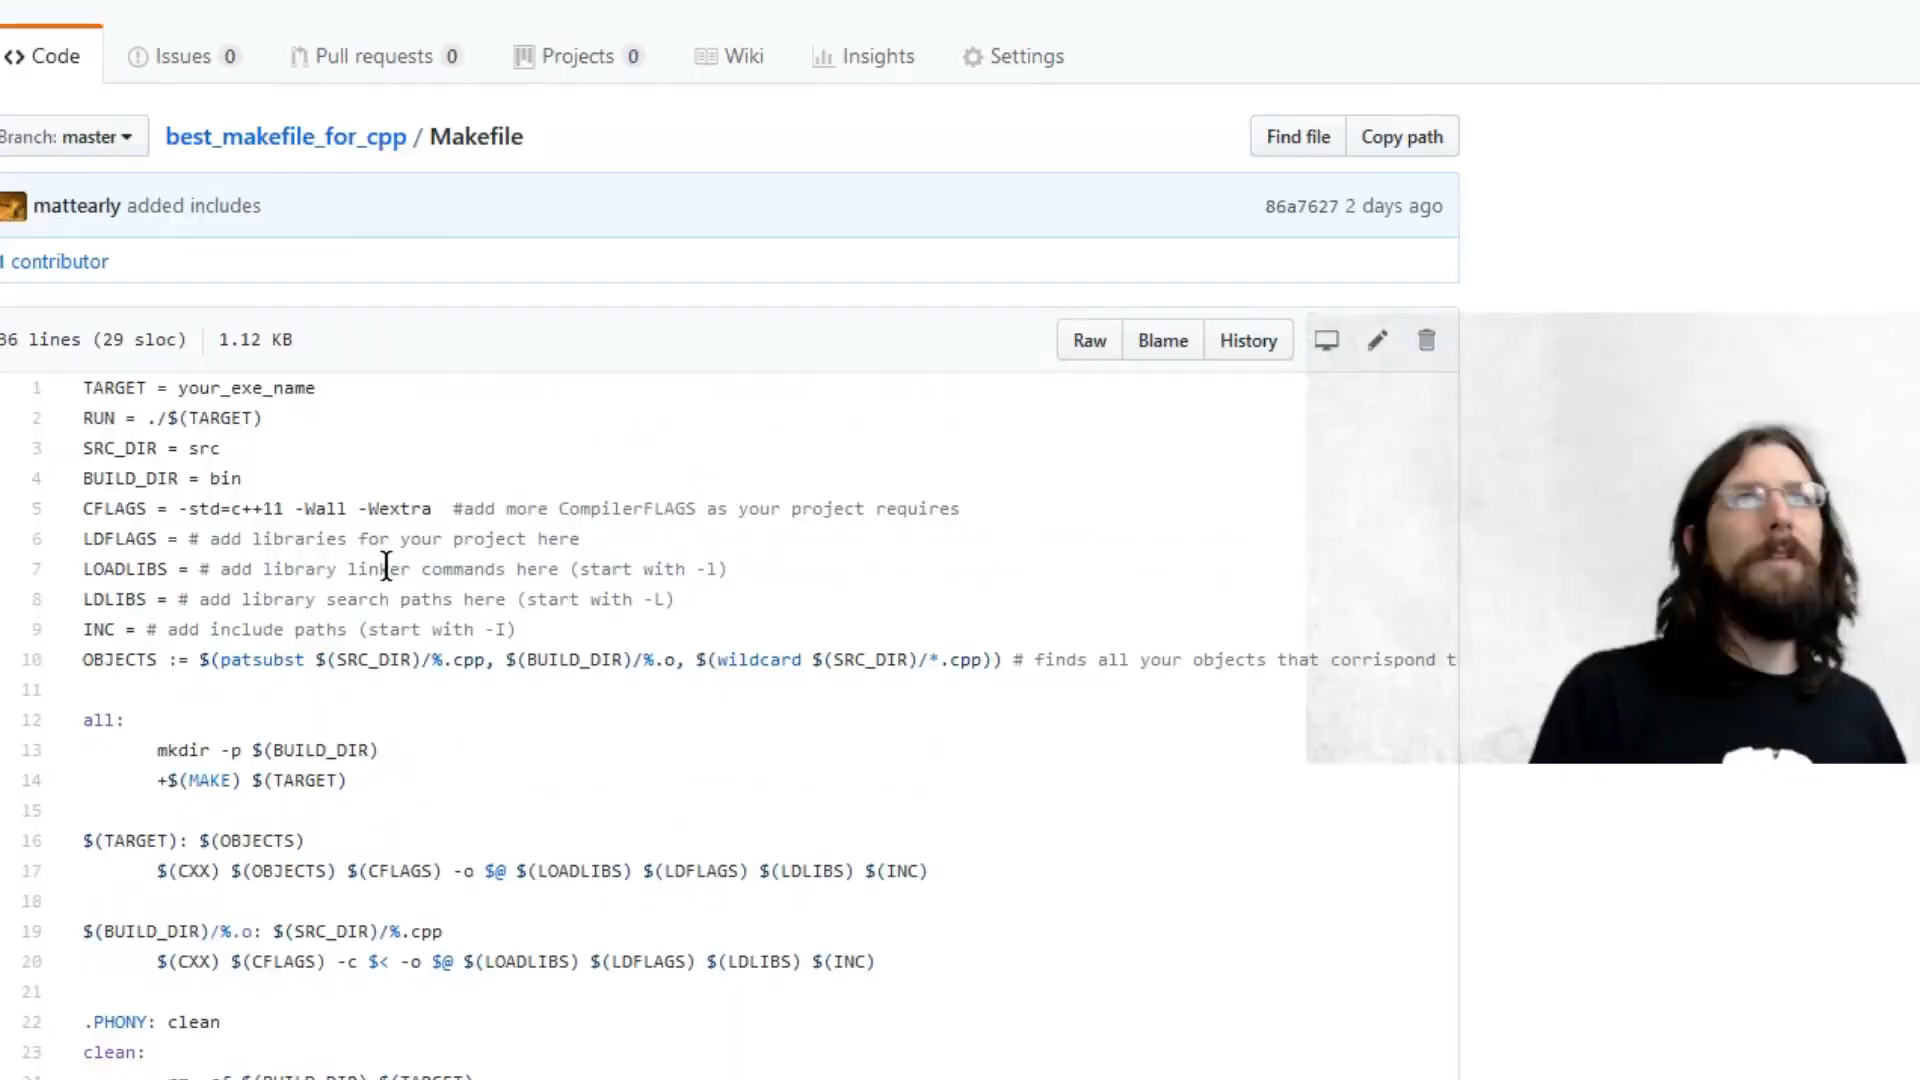 Code Issues 0 Pull requests 0 Projects 0 Wiki Insights Settings
Branch: master best_makefile_for_cpp / Makefile Find file Copy path
mattearly added includes 86a7627 2 days ago
1 contributor
36 lines (29 sloc) 1.12 KB Raw Blame History
1 TARGET = your_exe_name
2 RUN = ./$(TARGET)
3 SRC_DIR = src
4 BUILD_DIR = bin
5 CFLAGS = -std=c++11 -Wall -Wextra  #add more CompilerFLAGS as your project requires
6 LDFLAGS = # add libraries for your project here
7 LOADLIBS = # add library linker commands here (start with -l)
8 LDLIBS = # add library search paths here (start with -L)
9 INC = # add include paths (start with -I)
10 OBJECTS := $(patsubst $(SRC_DIR)/%.cpp, $(BUILD_DIR)/%.o, $(wildcard $(SRC_DIR)/*.cpp)) # finds all your objects that corrispond t
11
12 all:
13 mkdir -p $(BUILD_DIR)
14 +$(MAKE) $(TARGET)
15
16 $(TARGET): $(OBJECTS)
17 $(CXX) $(OBJECTS) $(CFLAGS) -o $@ $(LOADLIBS) $(LDFLAGS) $(LDLIBS) $(INC)
18
19 $(BUILD_DIR)/%.o: $(SRC_DIR)/%.cpp
20 $(CXX) $(CFLAGS) -c $< -o $@ $(LOADLIBS) $(LDFLAGS) $(LDLIBS) $(INC)
21
22 .PHONY: clean
23 clean:
$(BUILD_DIR) $(TARGET)